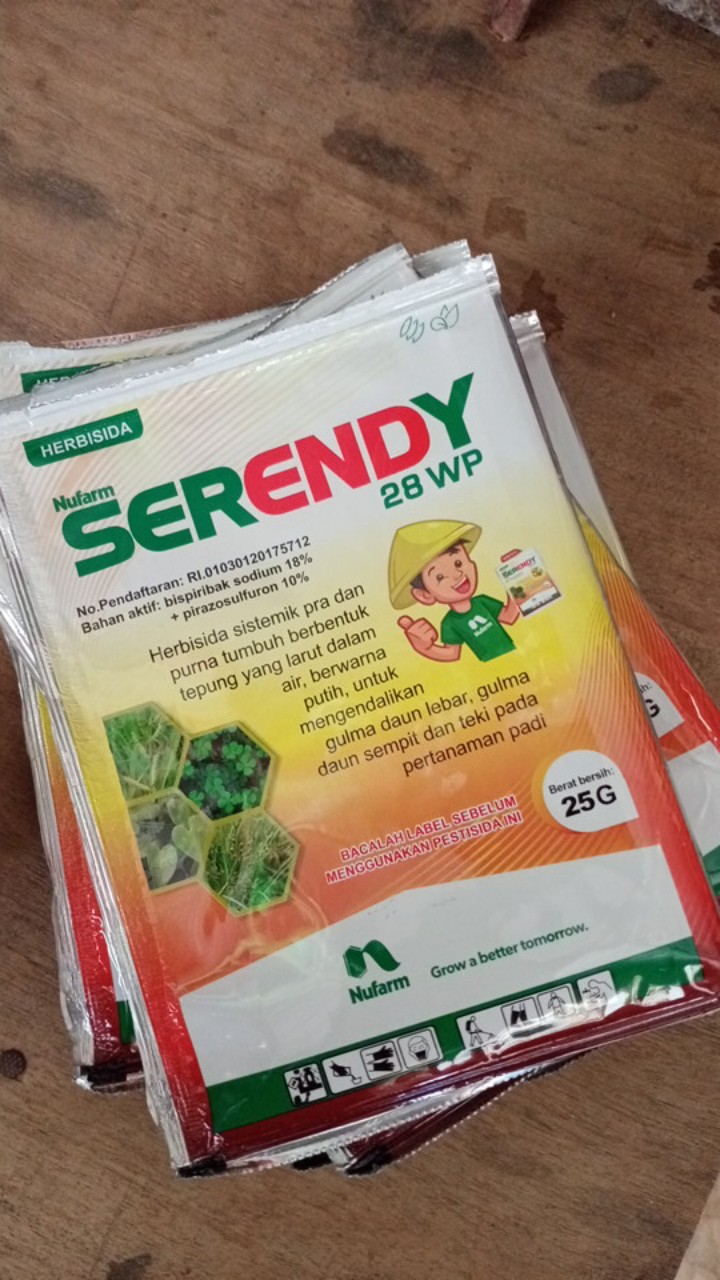 HERBISIDA
Nufarm
SERENDY
28 WP
No.Pendaftaran: RI.01030120175712
Bahan aktif: bispiribak sodium 18%
+ pirazosulfuron 10%
Herbisida sistemik pra dan
purna tumbuh berbentuk
tepung yang larut dalam
air, berwarna
putih, untuk
mengendalikan
gulma daun lebar, gulma
daun sempit dan teki pada
pertanaman padi
SERENDY
Nufarm
Berat bersih:
25G
BACALAH LABEL SEBELUM
MENGGUNAKAN PESTISIDA INI
Nufarm
Grow a better tomorrow.